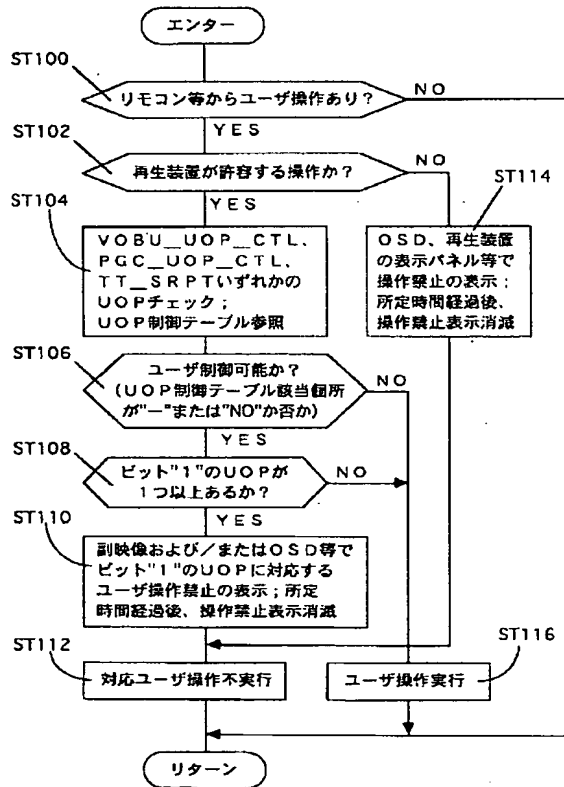 エンター
ST100
リモコン等からユーザ操作あり？
NO
YES
ST102
再生装置が許容する操作か？
NO
YES
ST104
VOBU_UOP_CTL、
PGC_UOP_CTL、
TT_SRPTいずれかの
UOPチェック；
UOP制御テーブル参照
ST114
OSD、再生装置
の表示パネル等で
操作禁止の表示；
所定時間経過後、
操作禁止表示消滅
ST106
ユーザ制御可能か？
(UOP制御テーブル該当個所
が"ー"または"NO"か否か)
NO
YES
ST108
ビット"1"のUOPが
1つ以上あるか？
NO
YES
ST110
副映像および／またはOSD等で
ビット"1"のUOPに対応する
ユーザ操作禁止の表示；所定
時間経過後、操作禁止表示消滅
ST112
対応ユーザ操作不実行
ST116
ユーザ操作実行
リターン